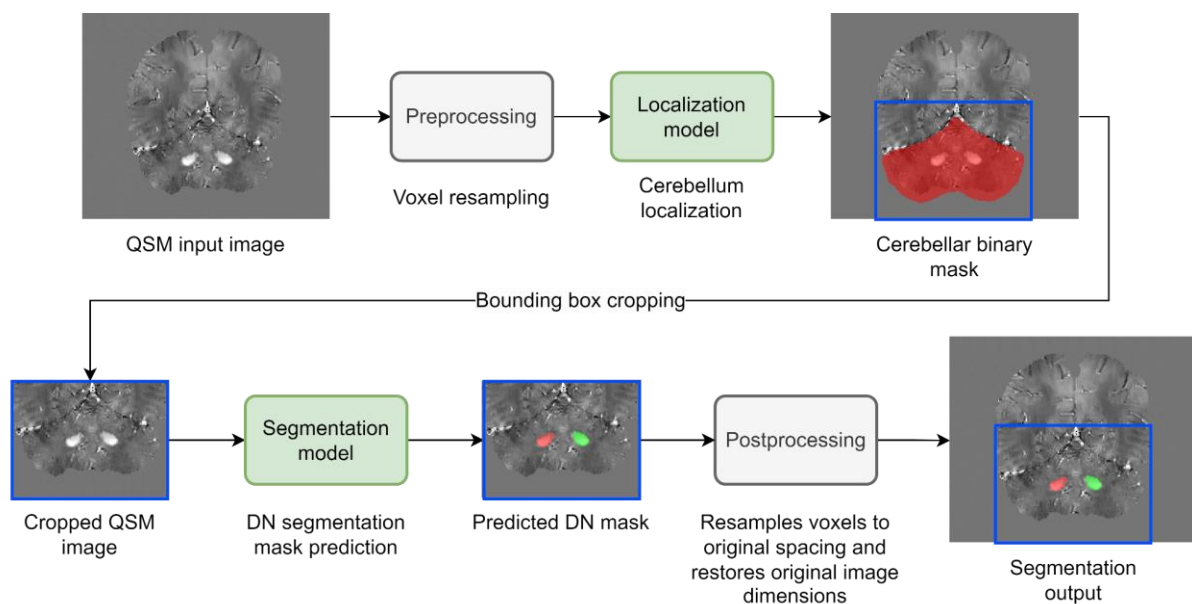 Preprocessing
Localization
model
Voxel resampling
Cerebellum
localization
QSM input image
Cerebellar binary
mask
Bounding box cropping
Segmentation
model
Postprocessing
Cropped QSM
image
DN segmentation
mask prediction
Predicted DN mask
Resamples voxels to
original spacing and
restores original image
dimensions
Segmentation
output